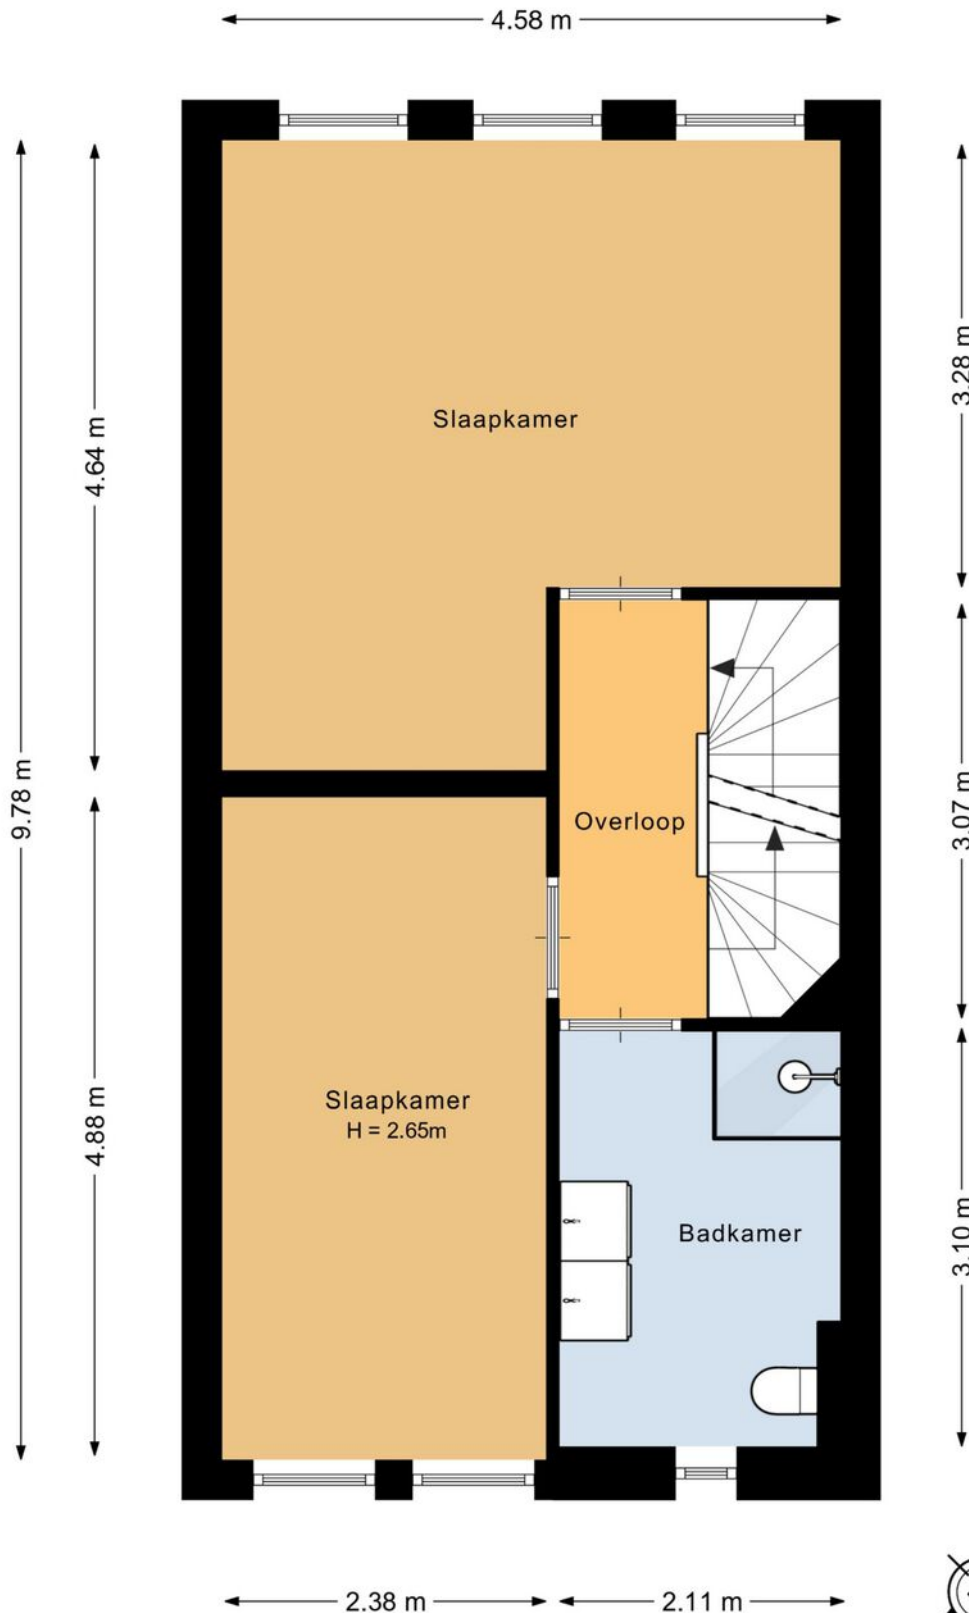 4.58 m
3.28 m
4.64 m
Slaapkamer
9.78 m
3.07 m
Overloop
Slaapkamer
H = 2.65m
4.88 m
Badkamer
3.10 m
2.38 m
2.11 m